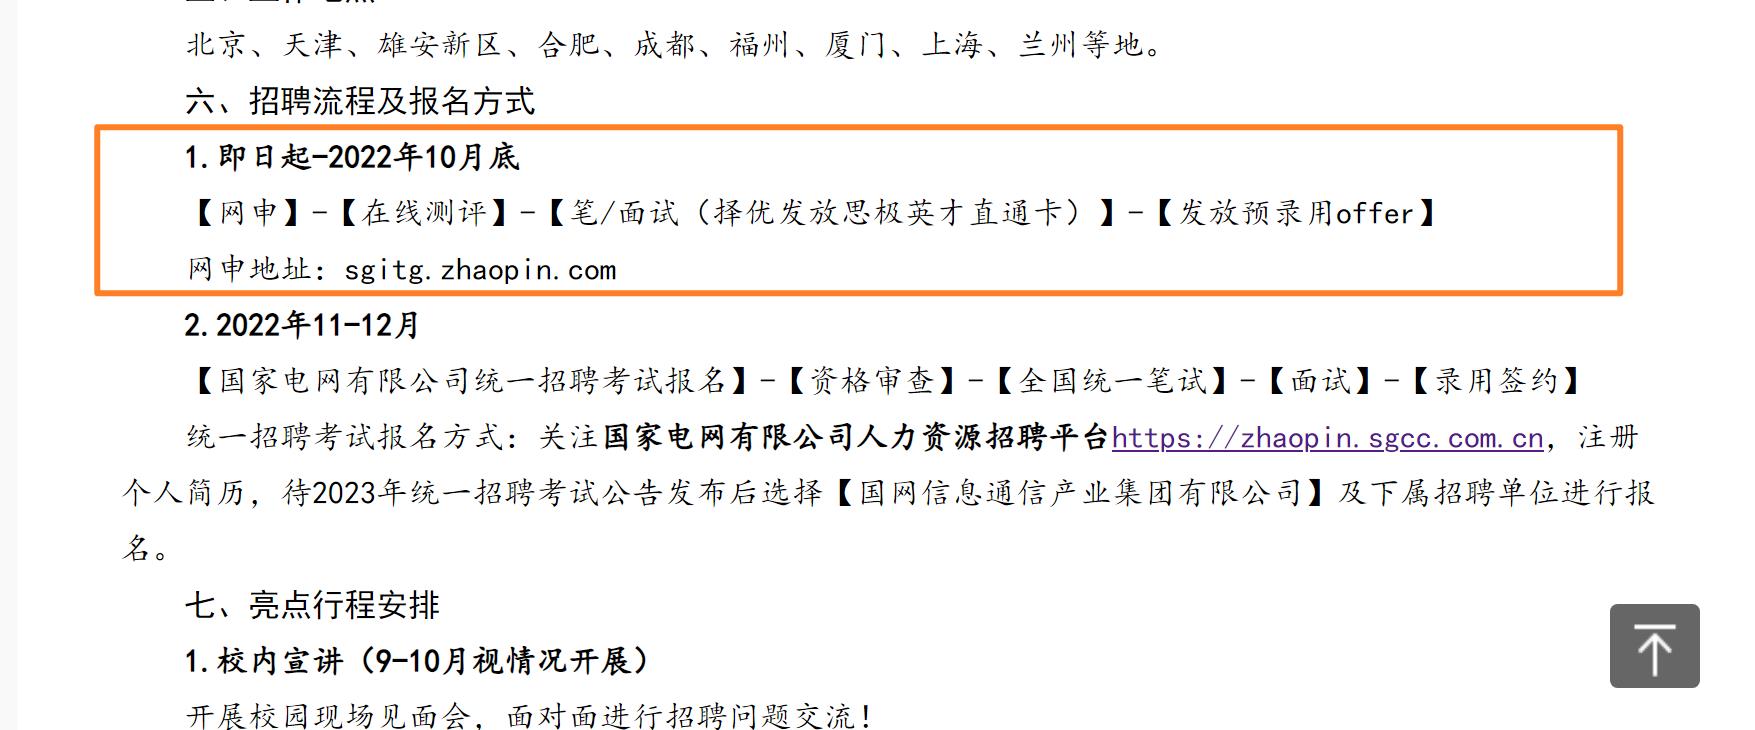 北京、天津、雄安新区、合肥、成都、福州、厦门、上海、兰州等地。
六、招聘流程及报名方式
1.即日起-2022年10月底
【网申】-【在线测评】-【笔/面试（择优发放思极英才直通卡）】-【发放预录用offer】
网申地址：sgitg.zhaopin.com
2.2022年11-12月
【国家电网有限公司统一招聘考试报名】-【资格审查】-【全国统一笔试】-【面试】-【录用签约】
统一招聘考试报名方式：关注国家电网有限公司人力资源招聘平台https://zhaopin.sgcc.com.cn，注册
个人简历，待2023年统一招聘考试公告发布后选择【国网信息通信产业集团有限公司】及下属招聘单位进行报
名。
七、亮点行程安排
1.校内宣讲（9-10月视情况开展）
开展校园现场见面会，面对面进行招聘问题交流！